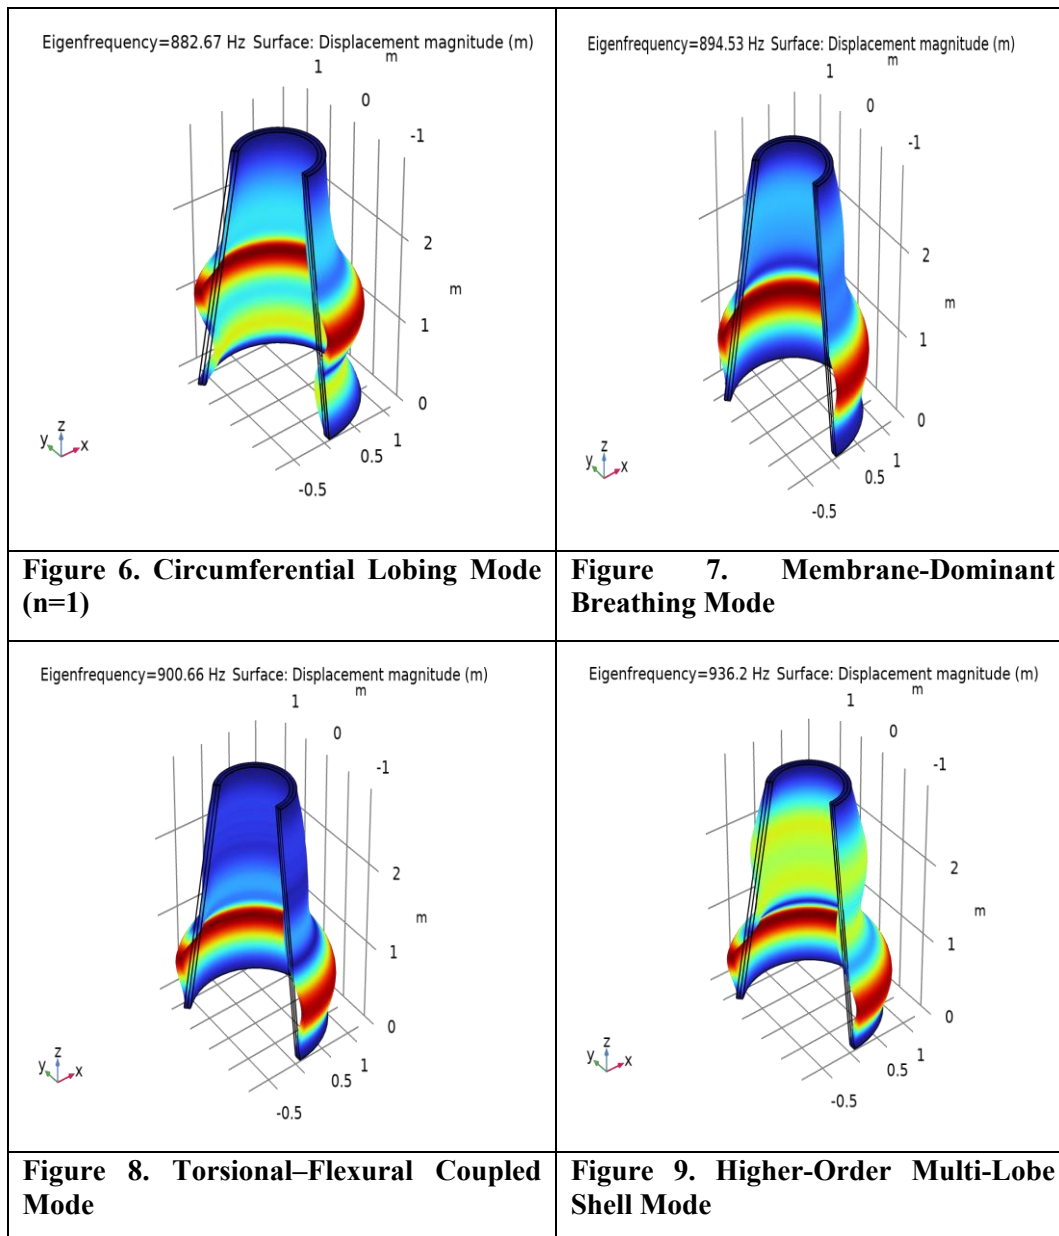 Eigenfrequency=882.67 Hz Surface: Displacement magnitude (m)
m
1
0
-1
2
m
1
0
1
0.5
-0.5
z
y
x
Figure 6. Circumferential Lobing Mode
(n=1)
Eigenfrequency=894.53 Hz Surface: Displacement magnitude (m)
m
1
0
-1
2
m
1
0
1
0.5
-0.5
z
y
x
Figure 7. Membrane-Dominant
Breathing Mode
Eigenfrequency=900.66 Hz Surface: Displacement magnitude (m)
m
1
0
-1
2
m
1
0
1
0.5
-0.5
z
y
x
Figure 8. Torsional–Flexural Coupled
Mode
Eigenfrequency=936.2 Hz Surface: Displacement magnitude (m)
m
1
0
-1
2
m
1
0
1
0.5
-0.5
z
y
x
Figure 9. Higher-Order Multi-Lobe
Shell Mode